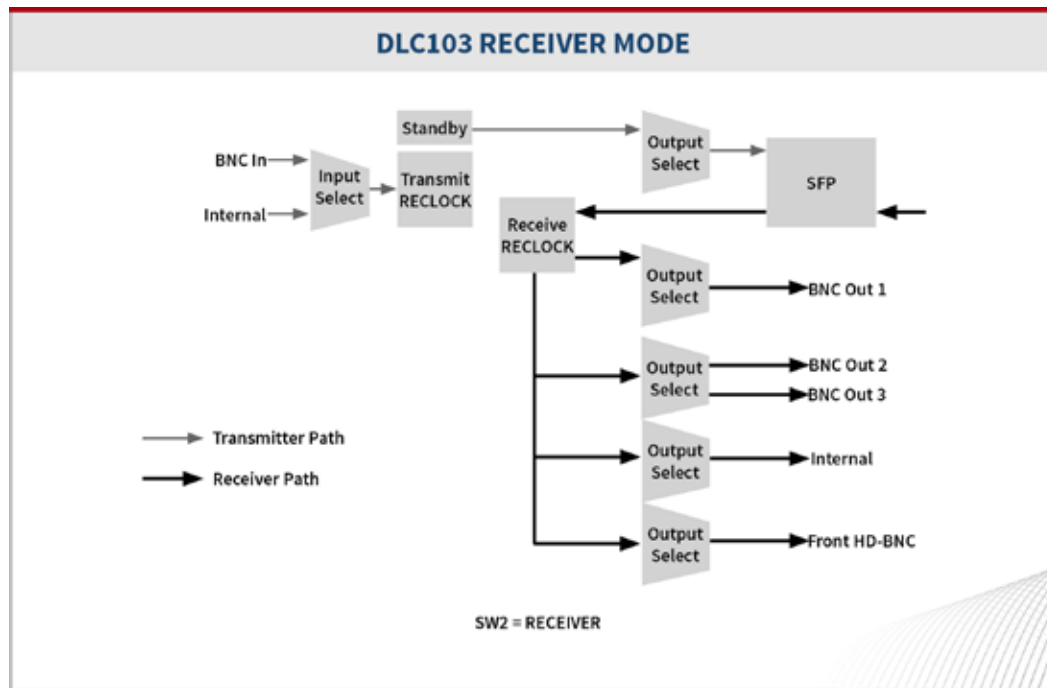 DLC103 RECEIVER MODE
Standby
BNC In
Internal
Input
Select
Transmit
RECLOCK
Output
Select
SFP
Receive
RECLOCK
Output
Select
BNC Out 1
Output
Select
BNC Out 2
BNC Out 3
Transmitter Path
Receiver Path
Output
Select
Internal
Output
Select
Front HD-BNC
SW2 = RECEIVER